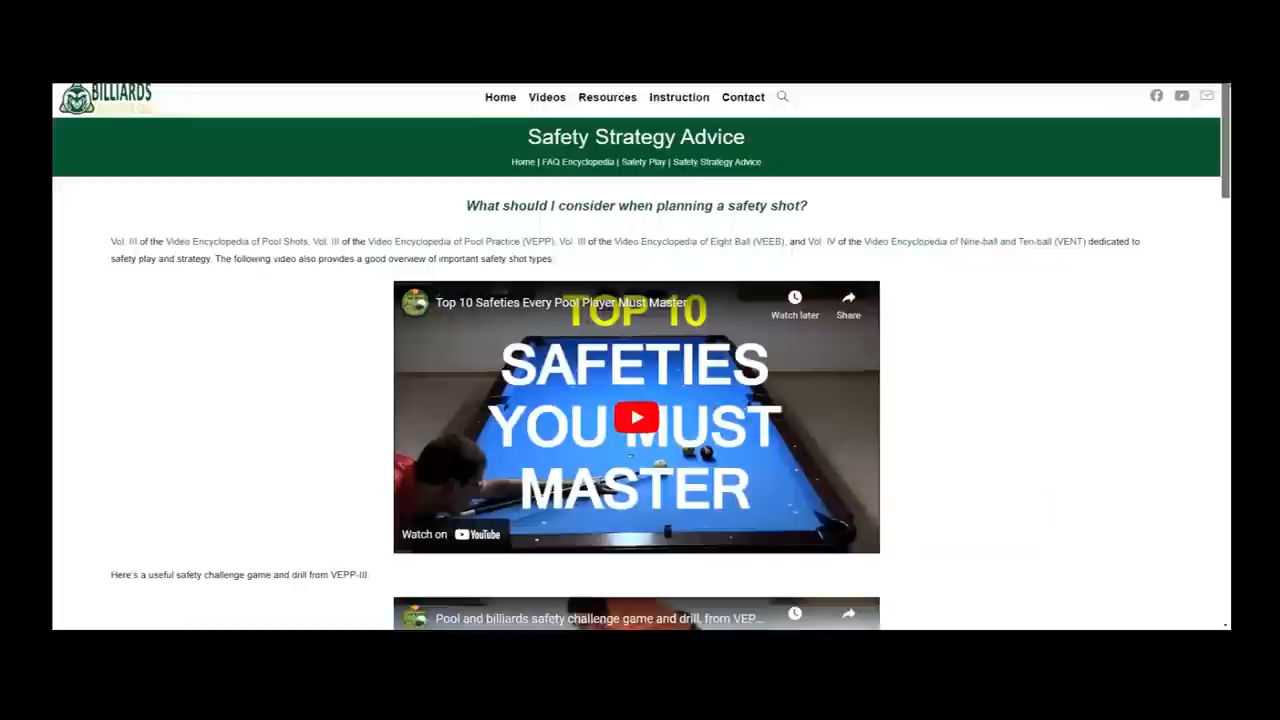 BILLIARDS
Home Videos Resources Instruction Contact
Safety Strategy Advice
Home | FAQ Encyclopedia | Safety Play | Safety Strategy Advice
What should I consider when planning a safety shot?
Vol. III of the Video Encyclopedia of Pool Shots, Vol. III of the Video Encyclopedia of Pool Practice (VEPP), Vol. III of the Video Encyclopedia of Eight Ball (VEEB), and Vol. IV of the Video Encyclopedia of Nine-ball and Ten-ball (VENT) dedicated to
safety play and strategy. The following video also provides a good overview of important safety shot types:
Top 10 Safeties Every Pool Player Must Master
Watch later Share
TOP 10
SAFETIES
YOU MUST
MASTER
Watch on YouTube
Here's a useful safety challenge game and drill from VEPP-III:
Pool and billiards safety challenge game and drill, from VEP...